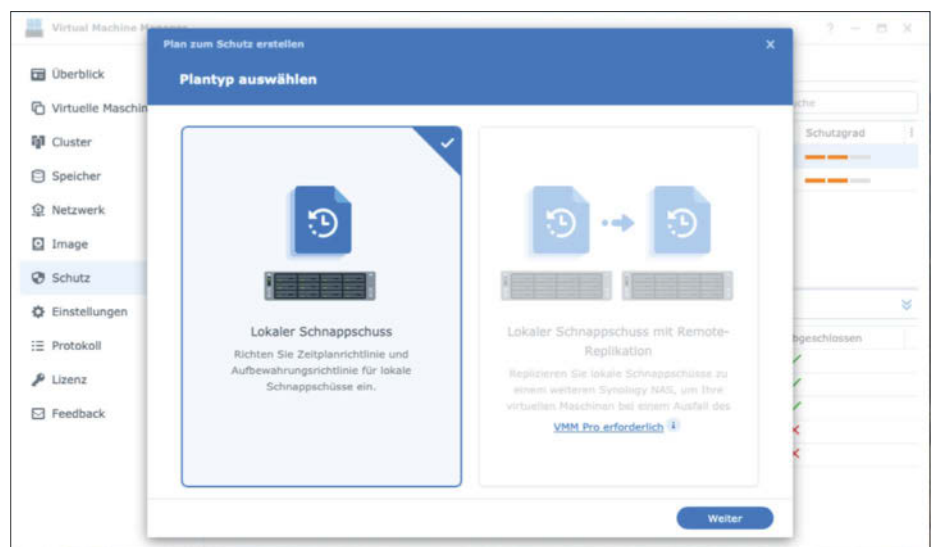 Virtual Machine
Plan zum Schutz erstellen
Plantyp auswählen
Überblick
Virtuelle Maschin
Cluster
Speicher
Netzwerk
Image
Schutz
Einstellungen
Protokoll
Lizenz
Feedback
Lokaler Schnappschuss
Richten Sie Zeitplanrichtlinie und
Aufbewahrungsrichtlinie für lokale
Schnappschüsse ein.
Lokaler Schnappschuss mit Remote-
Replikation
Replizieren Sie lokale Schnappschüsse zu
einem weiteren Synology NAS, um Ihre
virtuellen Maschinen bei einem Ausfall des
VMM Pro erforderlich
Weiter
uche
Schutzgrad
bgeschlossen